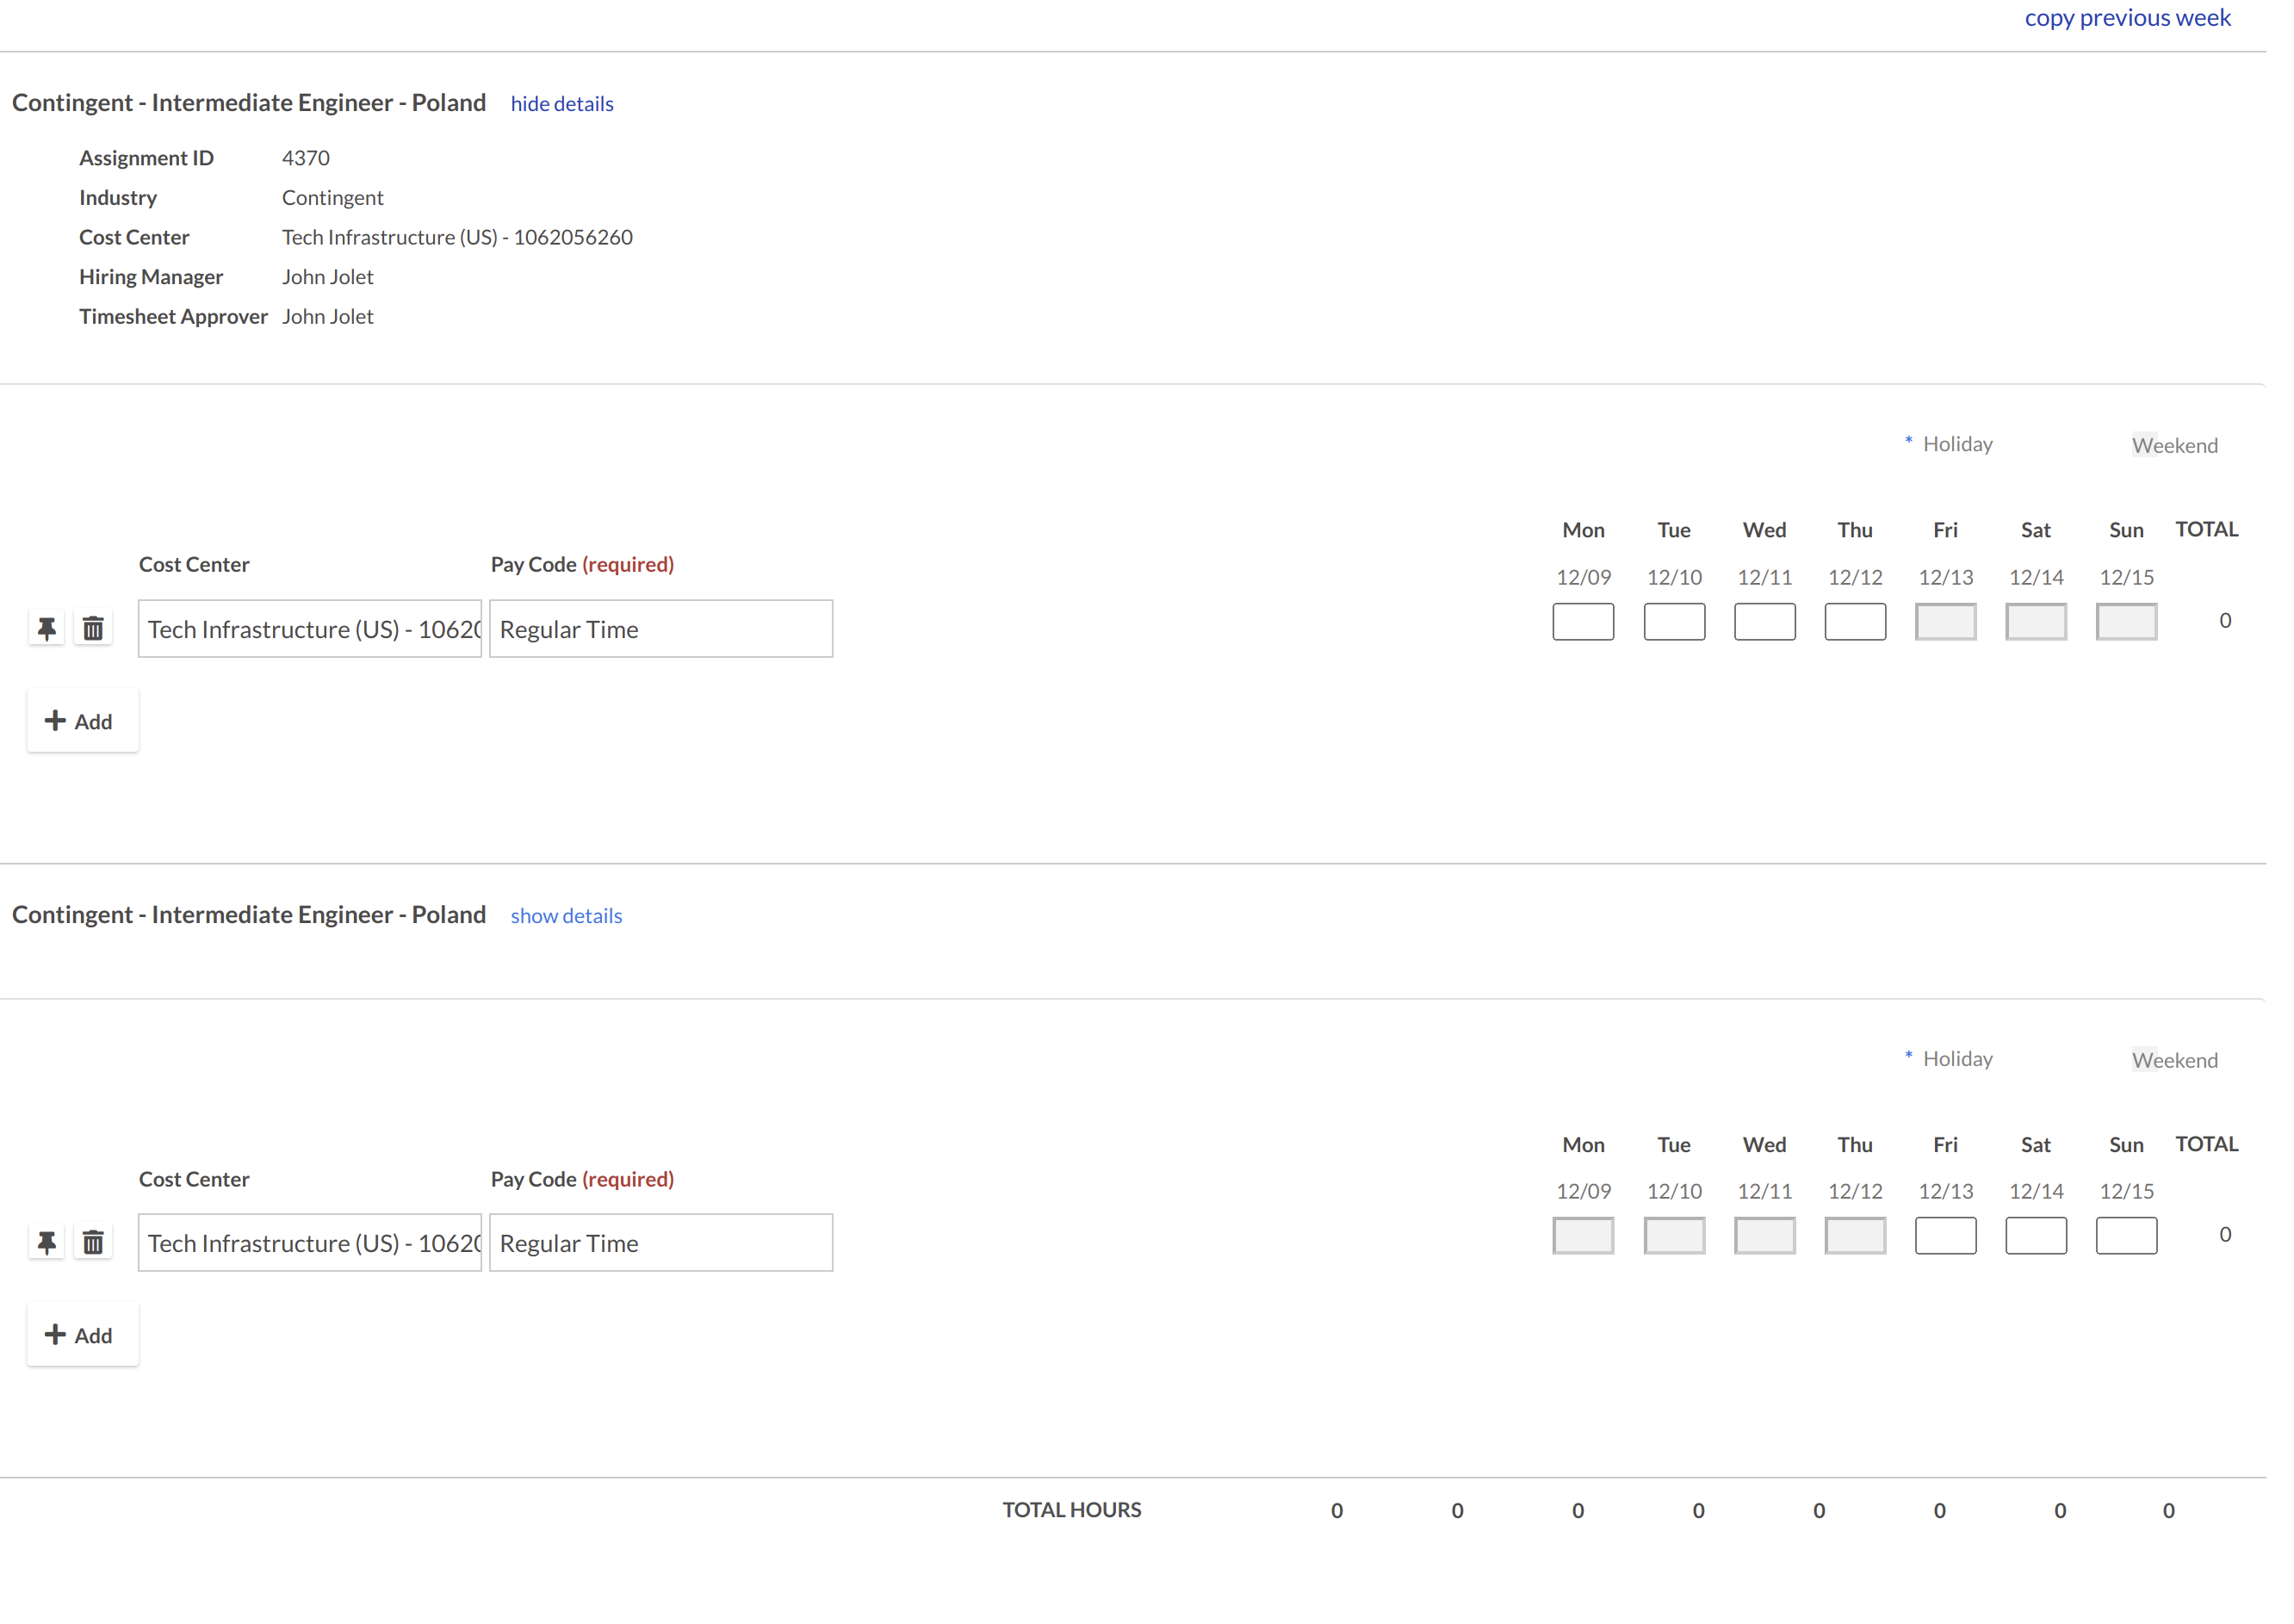 copy previous week
Contingent - Intermediate Engineer - Poland hide details
Assignment ID 4370
Industry Contingent
Cost Center Tech Infrastructure (US) - 1062056260
Hiring Manager John Jolet
Timesheet Approver John Jolet
* Holiday Weekend
Mon Tue Wed Thu Fri Sat Sun TOTAL
Cost Center Pay Code (required)
12/09 12/10 12/11 12/12 12/13 12/14 12/15
Tech Infrastructure (US) - 10620 Regular Time 0
Add
Contingent - Intermediate Engineer - Poland show details
* Holiday Weekend
Mon Tue Wed Thu Fri Sat Sun TOTAL
Cost Center Pay Code (required)
12/09 12/10 12/11 12/12 12/13 12/14 12/15
Tech Infrastructure (US) - 10620 Regular Time 0
Add
TOTAL HOURS 0 0 0 0 0 0 0 0